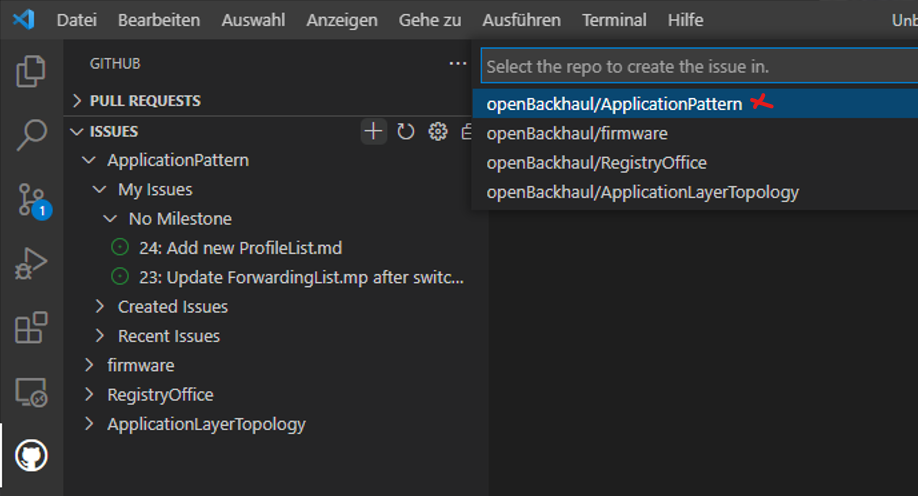 Datei Bearbeiten Auswahl Anzeigen Gehe zu Ausführen Terminal Hilfe Unb
GITHUB
PULL REQUESTS
ISSUES
ApplicationPattern
My Issues
No Milestone
24: Add new ProfileList.md
23: Update ForwardingList.mp after switc...
Created Issues
Recent Issues
firmware
RegistryOffice
ApplicationLayerTopology
1
Select the repo to create the issue in.
openBackhaul/ApplicationPattern
openBackhaul/firmware
openBackhaul/RegistryOffice
openBackhaul/ApplicationLayerTopology